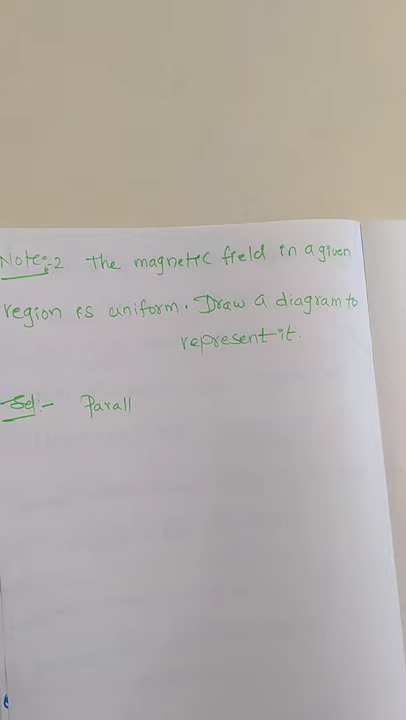 Note:-2 The magnetic field in a given
region is uniform. Draw a diagram to
represent it.
Sol:- Parall